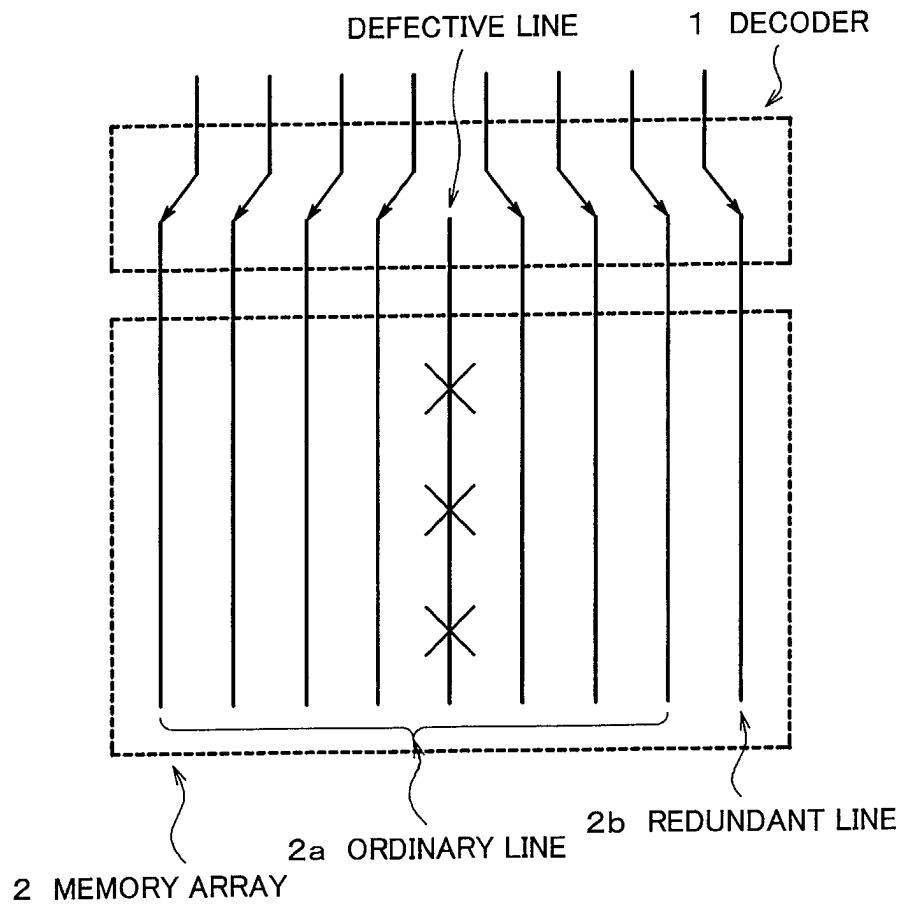 DEFECTIVE LINE
1 DECODER
2b REDUNDANT LINE
2a ORDINARY LINE
2 MEMORY ARRAY